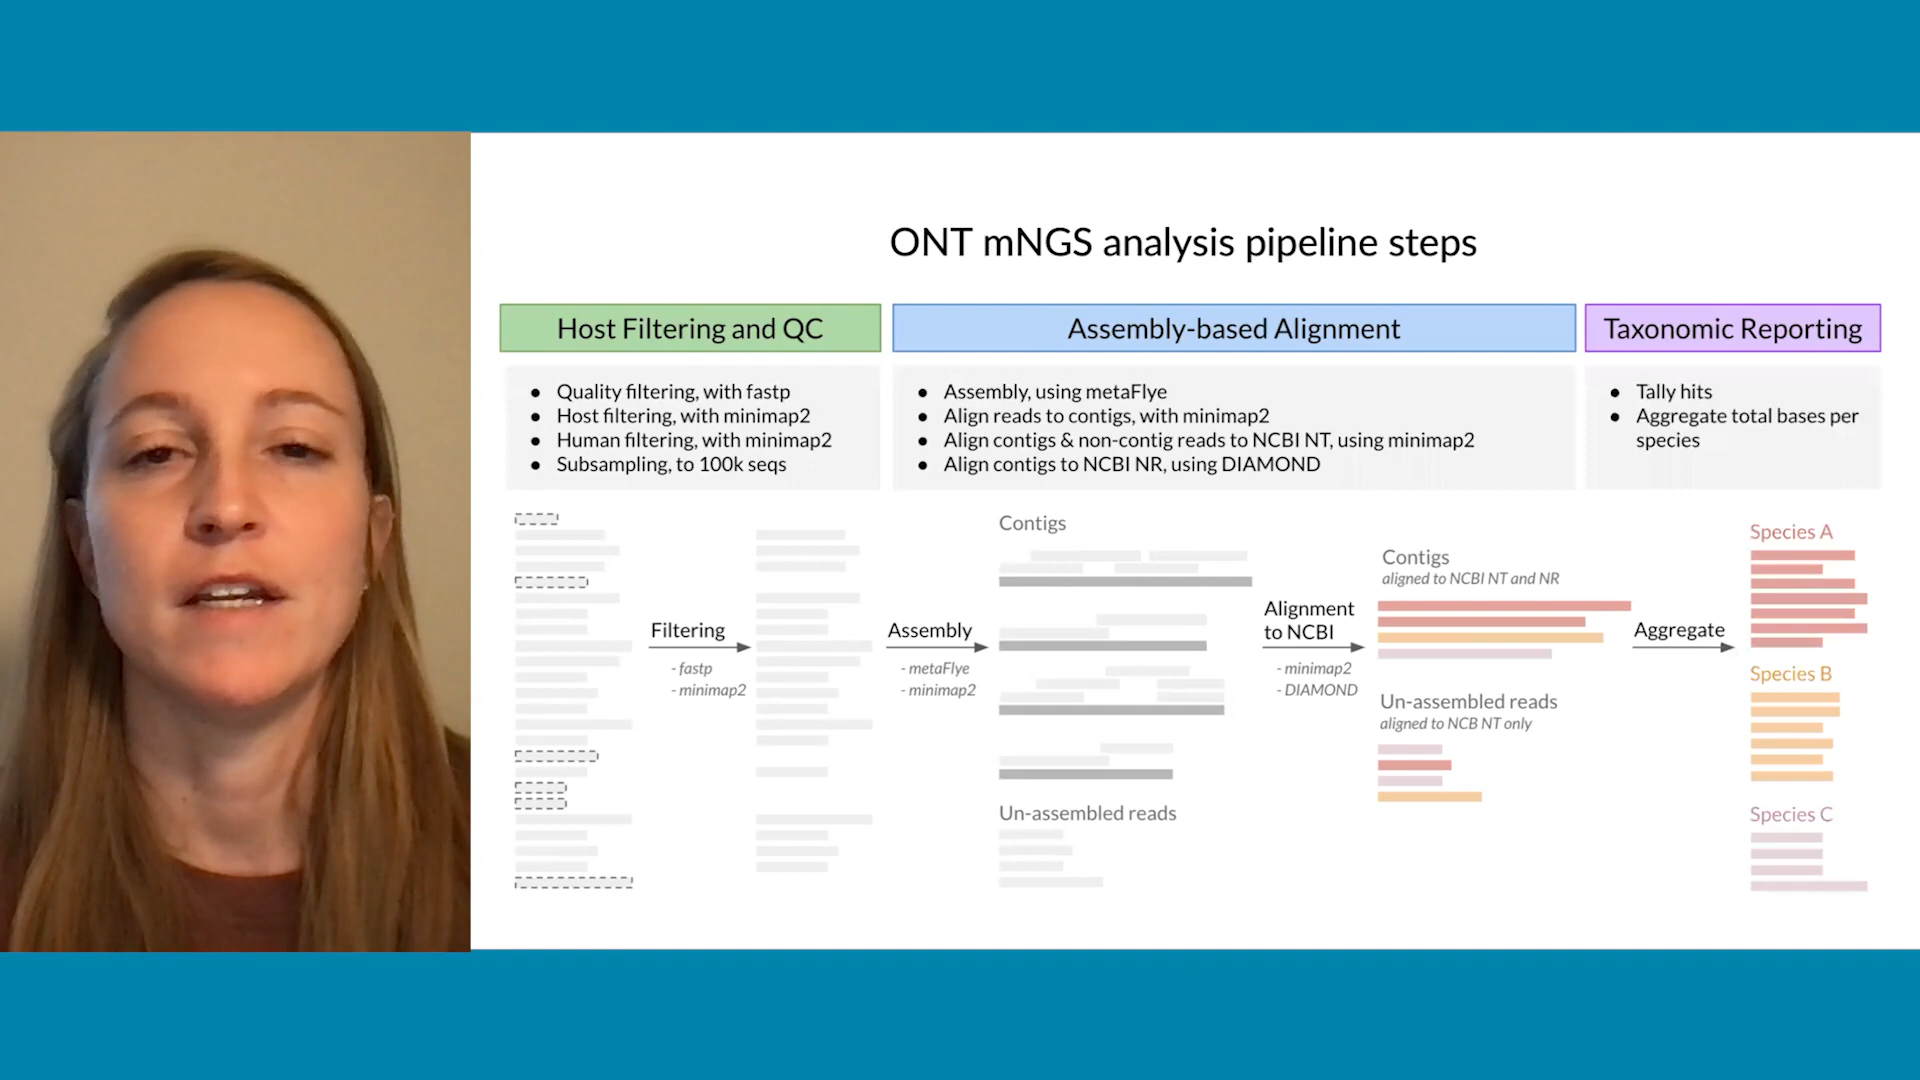 ONT mNGS analysis pipeline steps
Host Filtering and QC
● Quality filtering, with fastp
● Host filtering, with minimap2
● Human filtering, with minimap2
● Subsampling, to 100k seqs
Assembly-based Alignment
● Assembly, using metaFlye
● Align reads to contigs, with minimap2
● Align contigs & non-contig reads to NCBI NT, using minimap2
● Align contigs to NCBI NR, using DIAMOND
Taxonomic Reporting
● Tally hits
● Aggregate total bases per
species
Filtering
- fastp
- minimap2
Assembly
- metaFlye
- minimap2
Contigs
Un-assembled reads
Alignment
to NCBI
- minimap2
- DIAMOND
Contigs
aligned to NCBI NT and NR
Un-assembled reads
aligned to NCB NT only
Aggregate
Species A
Species B
Species C